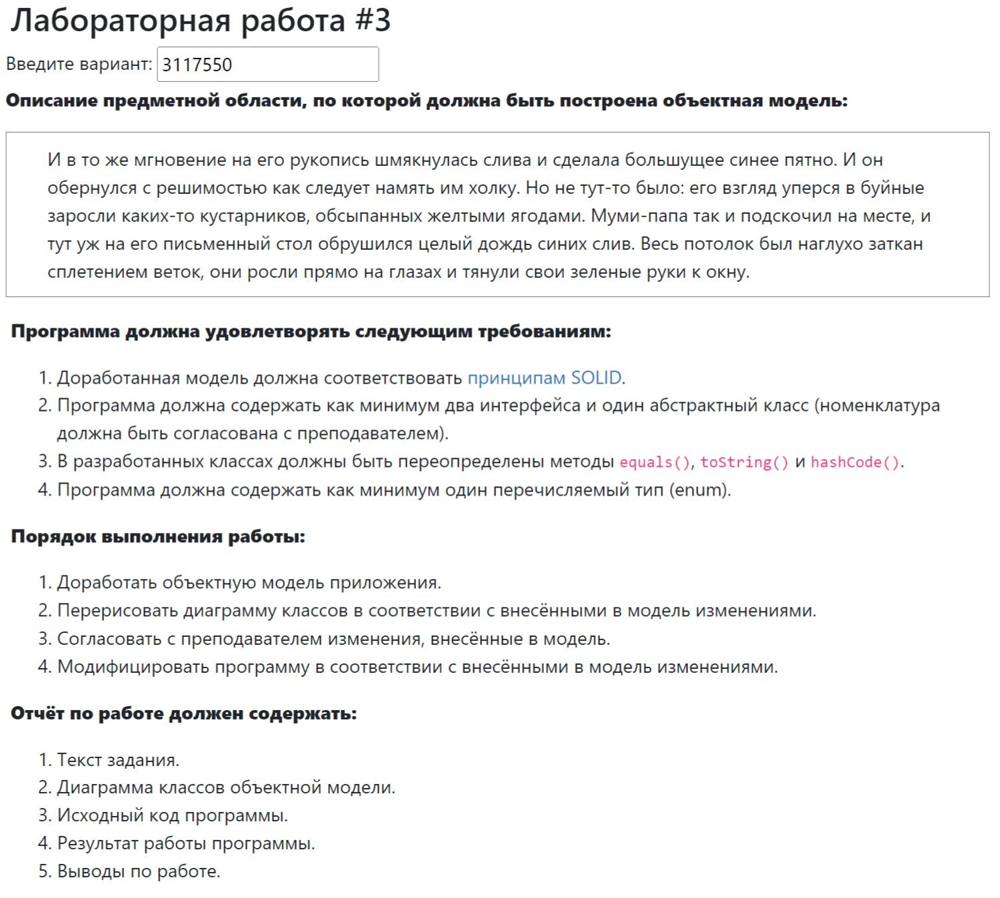 Лабораторная работа #3
Введите вариант: 3117550
Описание предметной области, по которой должна быть построена объектная модель:
И в то же мгновение на его рукопись шмякнулась слива и сделала большущее синее пятно. И он
обернулся с решимостью как следует намять им холку. Но не тут-то было: его взгляд уперся в буйные
заросли каких-то кустарников, обсыпанных желтыми ягодами. Муми-папа так и подскочил на месте, и
тут уж на его письменный стол обрушился целый дождь синих слив. Весь потолок был наглухо заткан
сплетением веток, они росли прямо на глазах и тянули свои зеленые руки к окну.
Программа должна удовлетворять следующим требованиям:
1. Доработанная модель должна соответствовать принципам SOLID.
2. Программа должна содержать как минимум два интерфейса и один абстрактный класс (номенклатура
должна быть согласована с преподавателем).
3. В разработанных классах должны быть переопределены методы equals(), toString() и hashCode().
4. Программа должна содержать как минимум один перечисляемый тип (enum).
Порядок выполнения работы:
1. Доработать объектную модель приложения.
2. Перерисовать диаграмму классов в соответствии с внесёнными в модель изменениями.
3. Согласовать с преподавателем изменения, внесённые в модель.
4. Модифицировать программу в соответствии с внесёнными в модель изменениями.
Отчёт по работе должен содержать:
1. Текст задания.
2. Диаграмма классов объектной модели.
3. Исходный код программы.
4. Результат работы программы.
5. Выводы по работе.